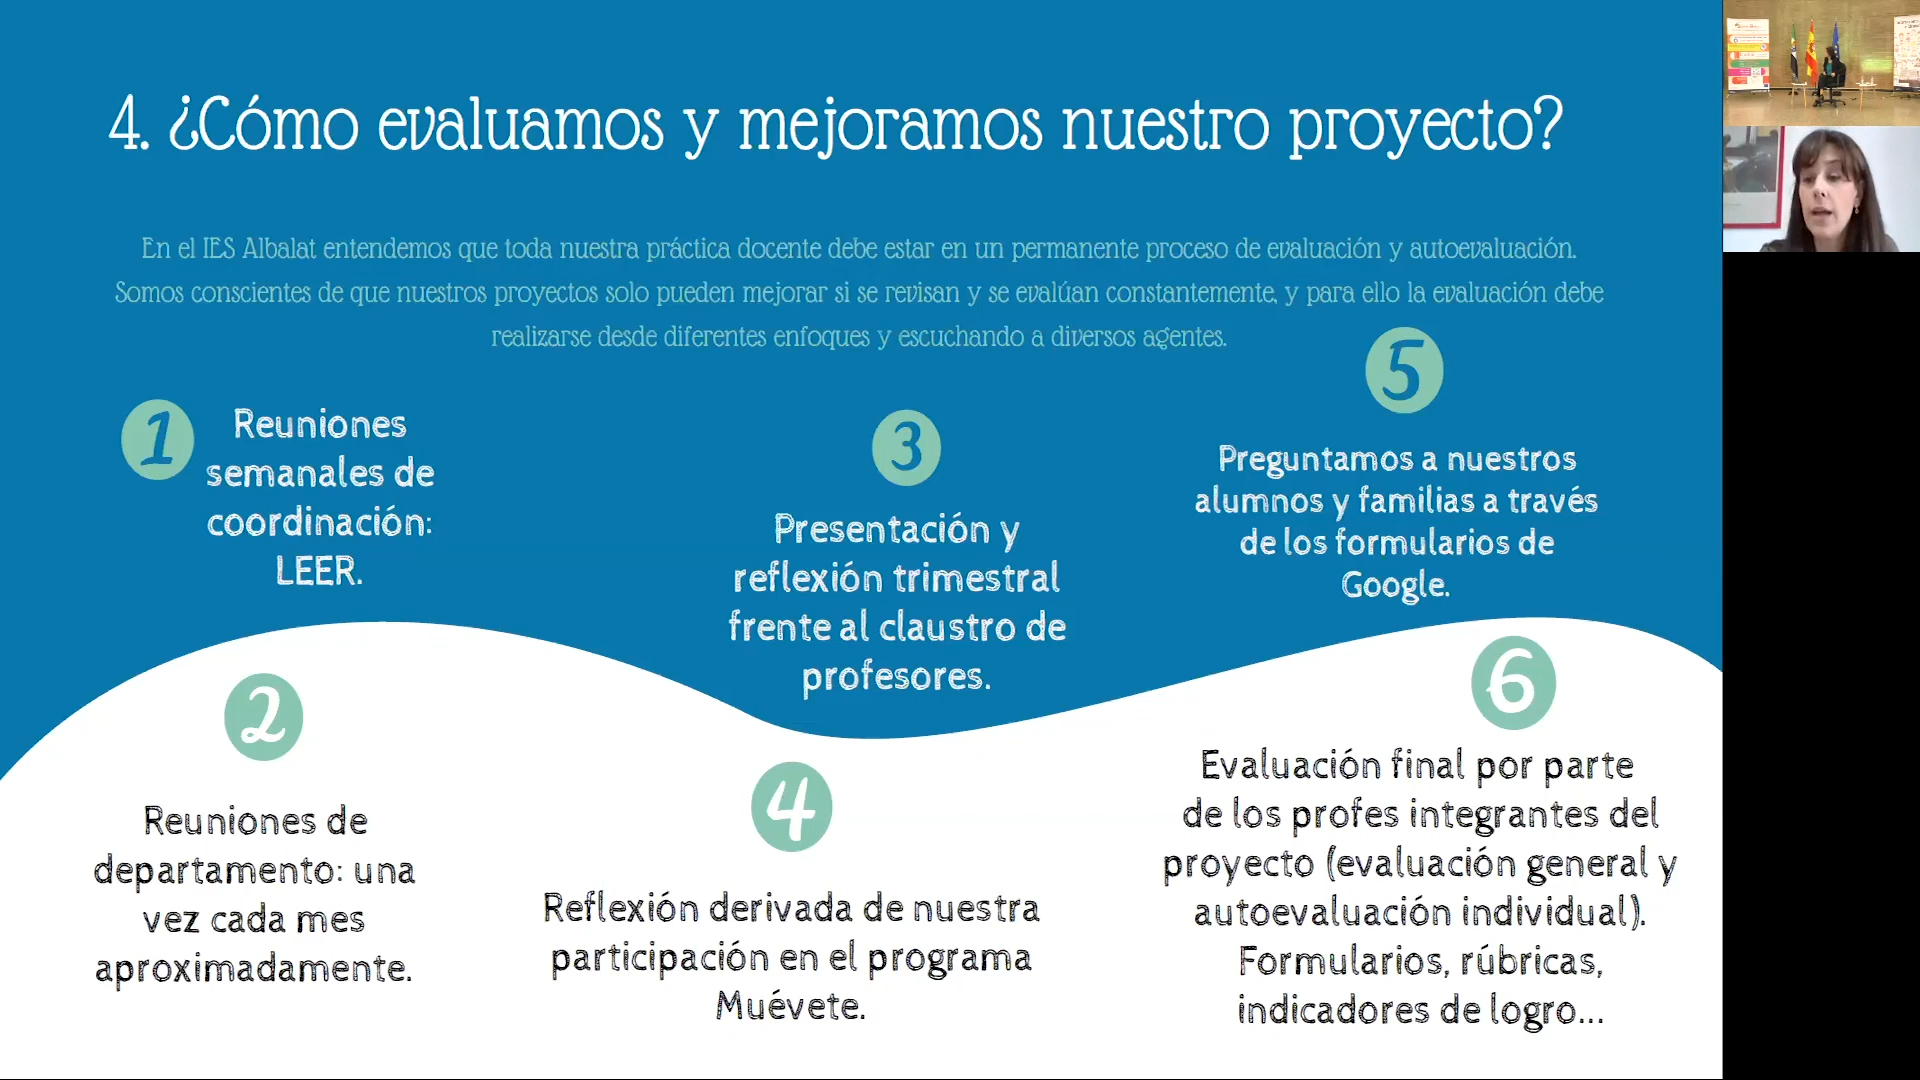 4. ¿Cómo evaluamos y mejoramos nuestro proyecto?
En el IES Albalat entendemos que toda nuestra práctica docente debe estar en un permanente proceso de evaluación y autoevaluación.
Somos conscientes de que nuestros proyectos solo pueden mejorar si se revisan y se evalúan constantemente, y para ello la evaluación debe
realizarse desde diferentes enfoques y escuchando a diversos agentes.
1
Reuniones
semanales de
coordinación:
LEER.
2
Reuniones de
departamento: una
vez cada mes
aproximadamente.
3
Presentación y
reflexión trimestral
frente al claustro de
profesores.
4
Reflexión derivada de nuestra
participación en el programa
Muévete.
5
Preguntamos a nuestros
alumnos y familias a través
de los formularios de
Google.
6
Evaluación final por parte
de los profes integrantes del
proyecto (evaluación general y
autoevaluación individual).
Formularios, rúbricas,
indicadores de logro...